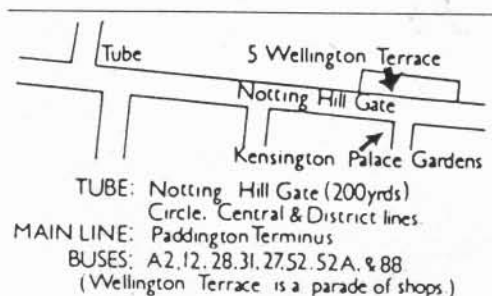 Tube
5 Wellington Terrace
Notting Hill Gate
Kensington Palace Gardens
TUBE: Notting Hill Gate (200yrds)
Circle. Central & District lines.
MAIN LINE: Paddington Terminus
BUSES: A2, 12. 28. 31, 27. 52. 52A. & 88
(Wellington Terrace is a parade of shops.)